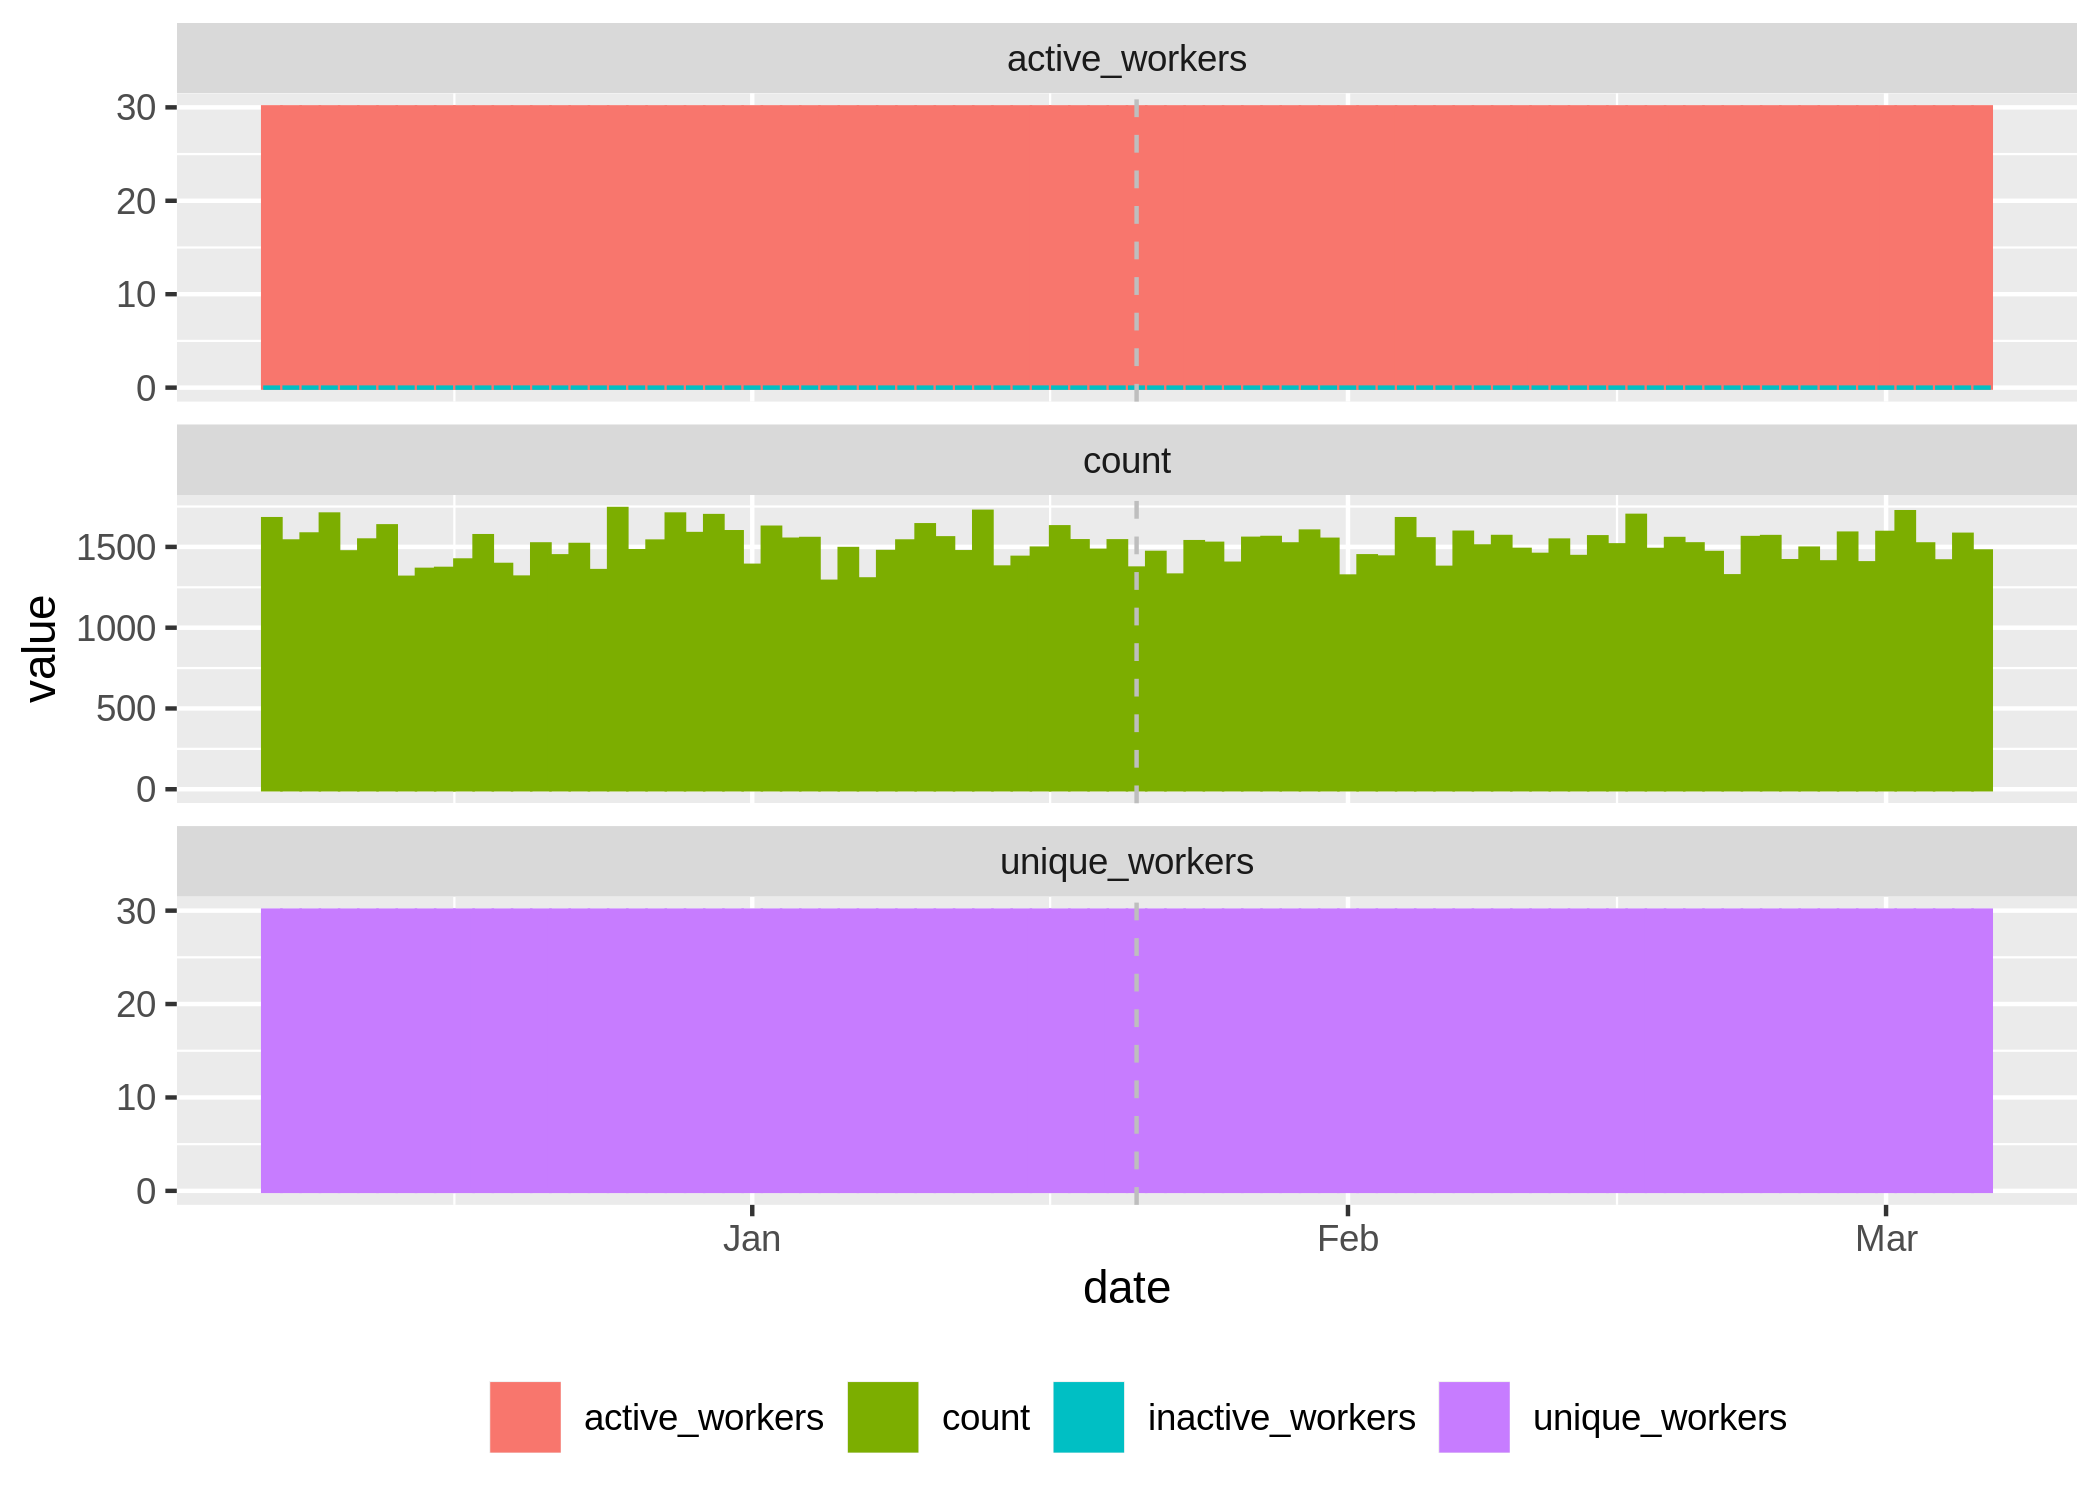 active_workers
30
20
10
0
count
1500
1000
500
0
value
unique_workers
30
20
10
0
Jan Feb Mar
date
active_workers count inactive_workers unique_workers